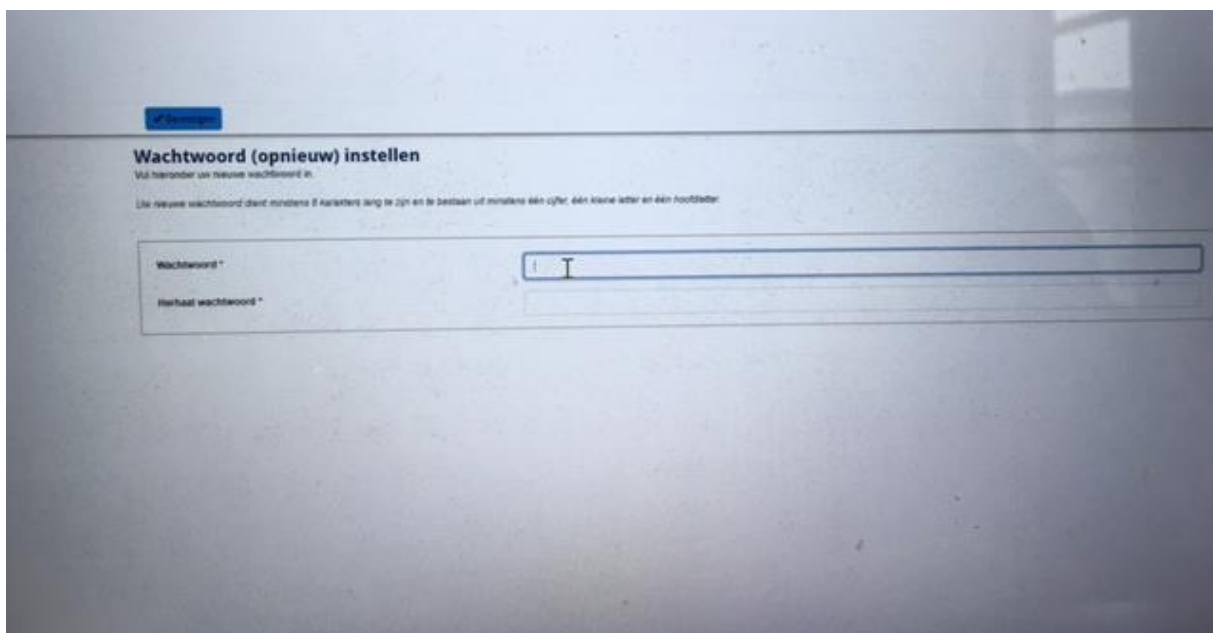 Bevestigen
Wachtwoord (opnieuw) instellen
Vul hieronder uw nieuwe wachtwoord in.
Uw nieuwe wachtwoord dient minstens 8 karakters lang te zijn en te bestaan uit minstens één cijfer, één kleine letter en één hoofdletter.
Wachtwoord *
Herhaal wachtwoord *